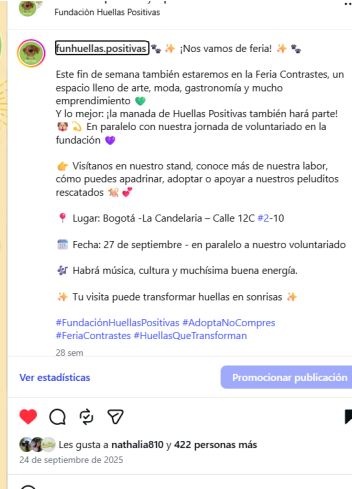 Fundación Huellas Positivas
funhuellas.positivas 🐾 ✨ ¡Nos vamos de feria! ✨ 🐾
Este fin de semana también estaremos en la Feria Contrastes, un
espacio lleno de arte, moda, gastronomía y mucho
emprendimiento 💚
Y lo mejor: ¡la manada de Huellas Positivas también hará parte!
🐶 💫 En paralelo con nuestra jornada de voluntariado en la
fundación 💜
👉 Visítanos en nuestro stand, conoce más de nuestra labor,
cómo puedes apadrinar, adoptar o apoyar a nuestros peluditos
rescatados 🐕 💕
📍 Lugar: Bogotá -La Candelaria – Calle 12C #2-10
📅 Fecha: 27 de septiembre - en paralelo a nuestro voluntariado
🎶 Habrá música, cultura y muchísima buena energía.
✨ Tu visita puede transformar huellas en sonrisas ✨
#FundaciónHuellasPositivas #AdoptaNoCompres
#FeriaContrastes #HuellasQueTransforman
28 sem
Ver estadísticas
Promocionar publicación
Les gusta a nathalia810 y 422 personas más
24 de septiembre de 2025